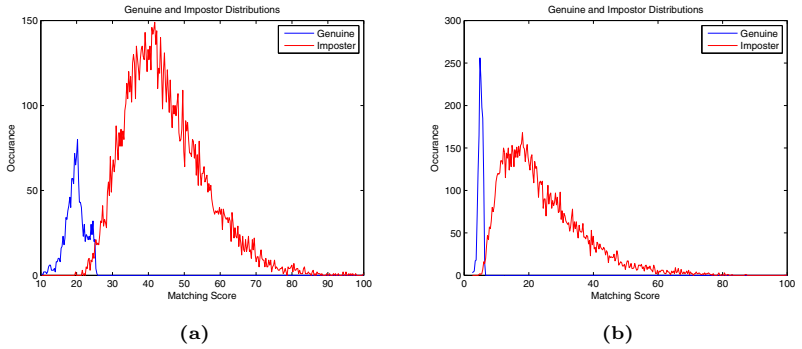 Genuine and Impostor Distributions
150
100
50
0
Occurance
Genuine
Imposter
10 20 30 40 50 60 70 80 90 100
Matching Score
(a)
Genuine and Impostor Distributions
300
250
200
150
100
50
0
Occurance
Genuine
Imposter
0 20 40 60 80 100
Matching Score
(b)